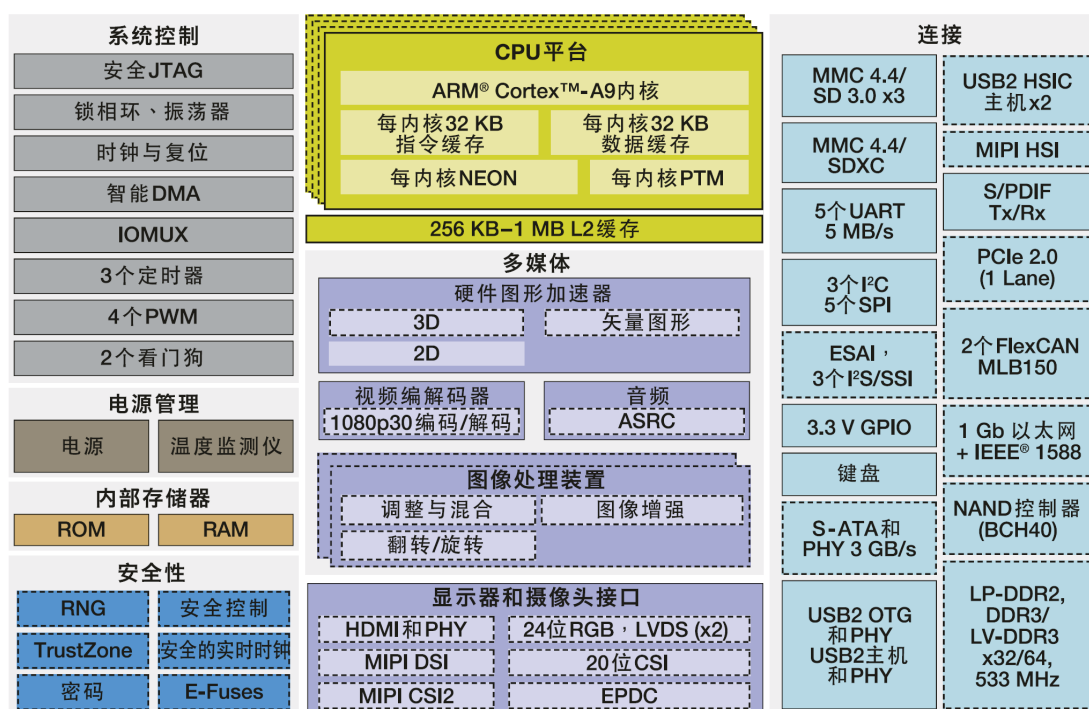 系统控制
安全JTAG
锁相环、振荡器
时钟与复位
智能DMA
IOMUX
3个定时器
4个PWM
2个看门狗
电源管理
电源
温度监测仪
内部存储器
ROM
RAM
安全性
RNG
安全控制
TrustZone
安全的实时时钟
密码
E-Fuses
CPU平台
ARM® Cortex™-A9内核
每内核32 KB
指令缓存
每内核32 KB
数据缓存
每内核NEON
每内核PTM
256 KB–1 MB L2缓存
多媒体
硬件图形加速器
3D
矢量图形
2D
视频编解码器
1080p30编码/解码
音频
ASRC
图像处理装置
调整与混合
图像增强
翻转/旋转
显示器和摄像头接口
HDMI和PHY
24位RGB，LVDS (x2)
MIPI DSI
20位CSI
MIPI CSI2
EPDC
连接
MMC 4.4/
SD 3.0 x3
MMC 4.4/
SDXC
5个UART
5 MB/s
3个I²C
5个SPI
ESAI，
3个I²S/SSI
3.3 V GPIO
键盘
S-ATA和
PHY 3 GB/s
USB2 OTG
和PHY
USB2主机
和PHY
USB2 HSIC
主机x2
MIPI HSI
S/PDIF
Tx/Rx
PCIe 2.0
(1 Lane)
2个FlexCAN
MLB150
1 Gb 以太网
+ IEEE® 1588
NAND控制器
(BCH40)
LP-DDR2,
DDR3/
LV-DDR3
x32/64,
533 MHz